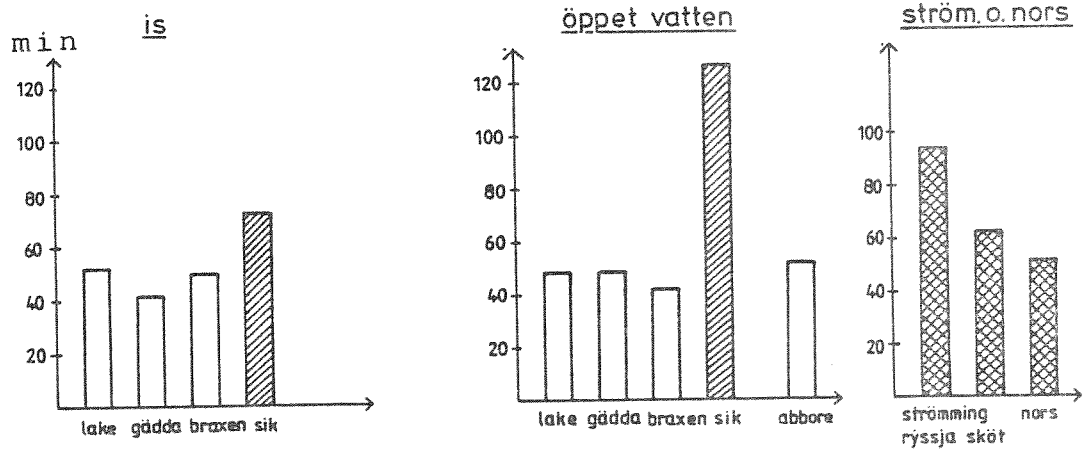 is
min
120
100
80
60
40
20
lake gädda braxen sik
öppet vatten
120
100
80
60
40
20
lake gädda braxen sik abbore
ström. o. nors
100
80
60
40
20
strömming nors
ryssja sköt